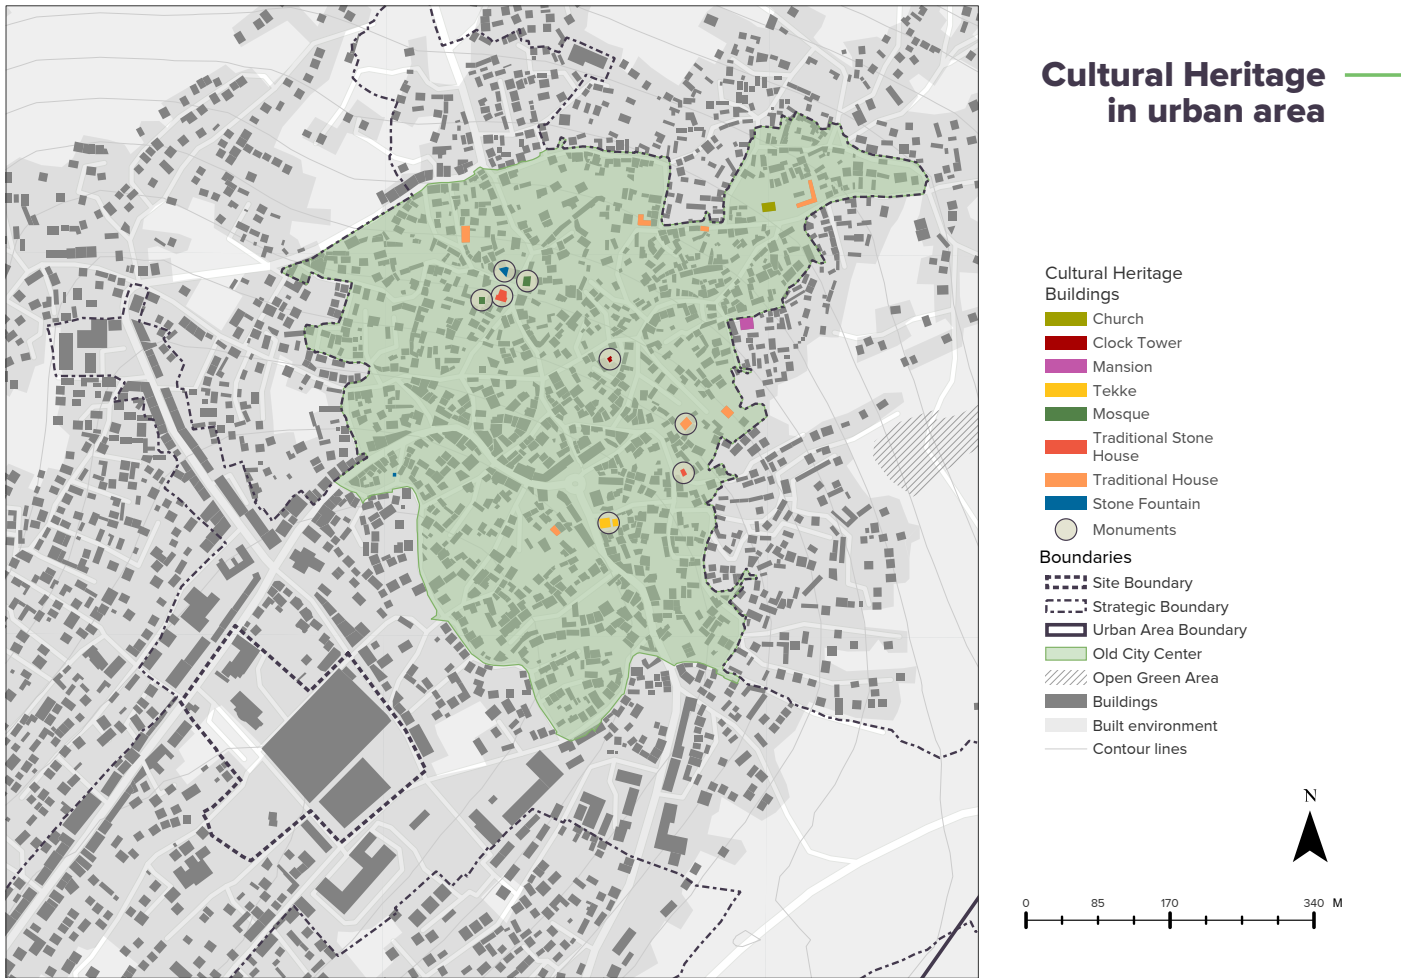 Cultural Heritage
in urban area
Cultural Heritage
Buildings
Church
Clock Tower
Mansion
Tekke
Mosque
Traditional Stone
House
Traditional House
Stone Fountain
Monuments
Boundaries
Site Boundary
Strategic Boundary
Urban Area Boundary
Old City Center
Open Green Area
Buildings
Built environment
Contour lines
N
0 85 170 340 M